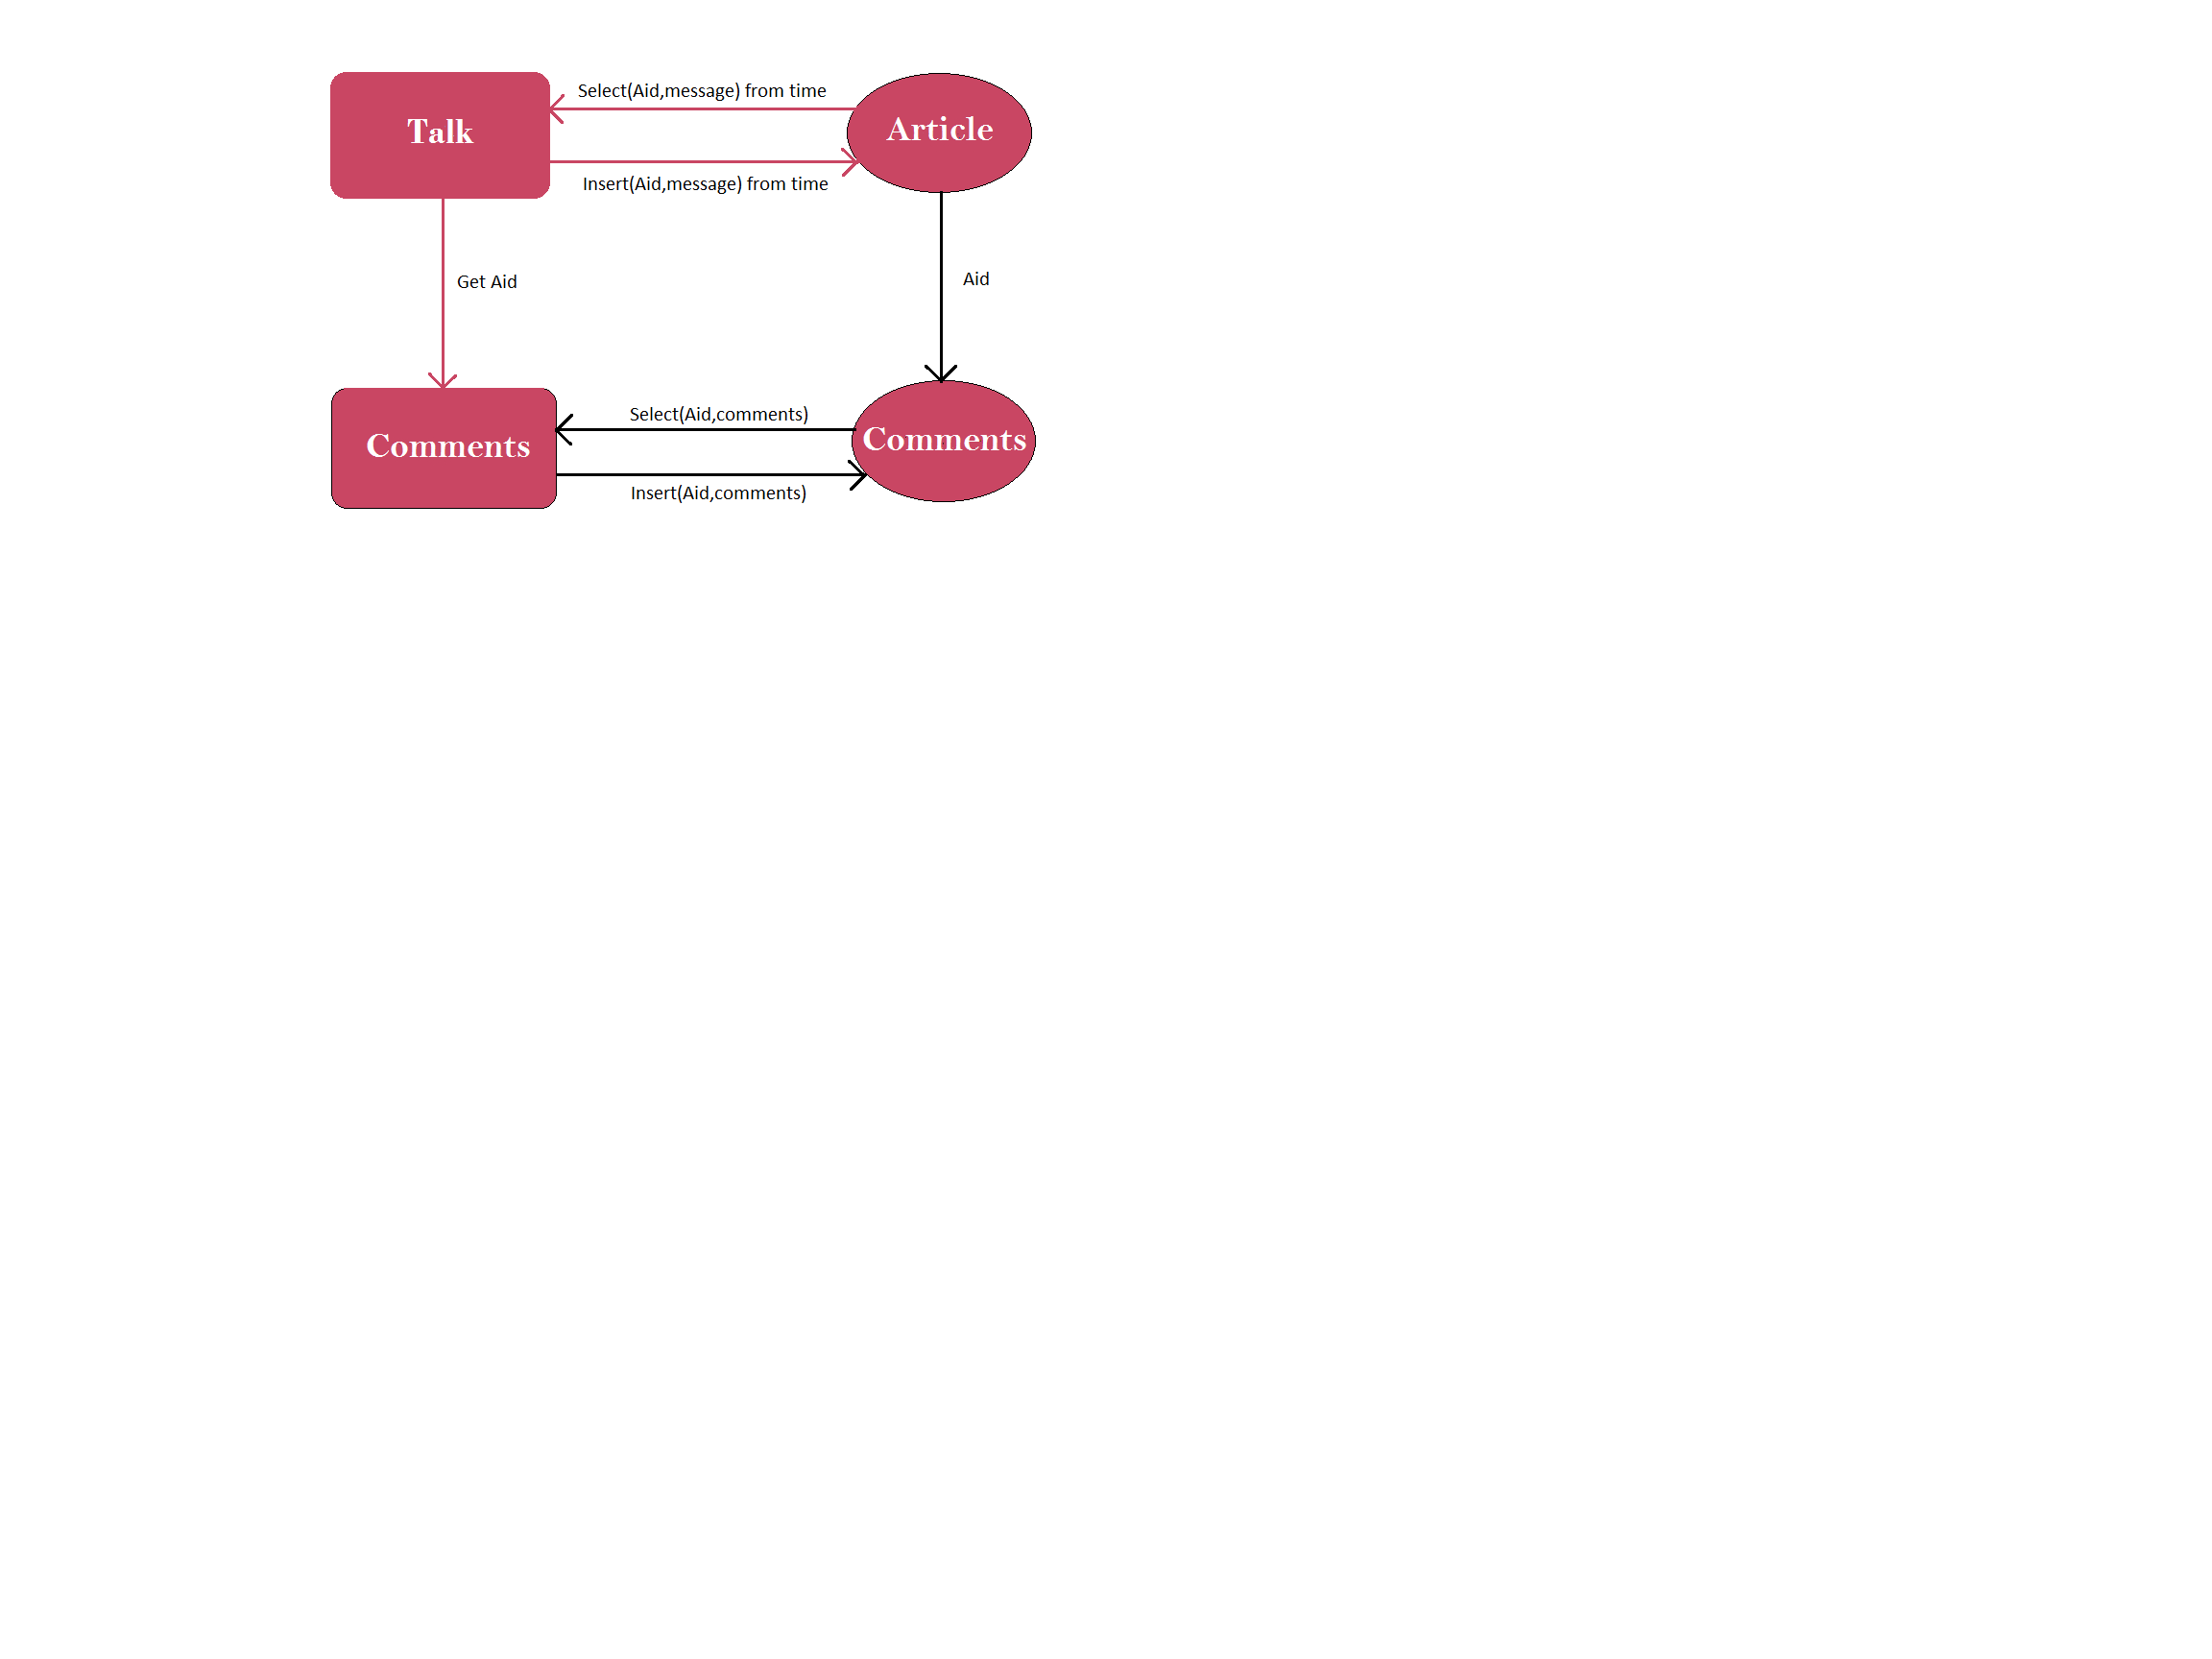 Select(Aid,message) from time
Talk
Article
Insert(Aid,message) from time
Get Aid
Aid
Select(Aid,comments)
Comments
Comments
Insert(Aid,comments)